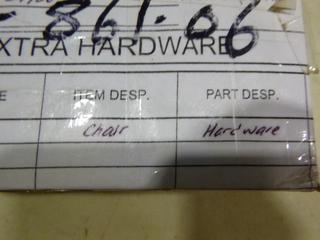 -861.06
XTRA HARDWARE
E ITEM DESP. PART DESP.
Chair Hardware